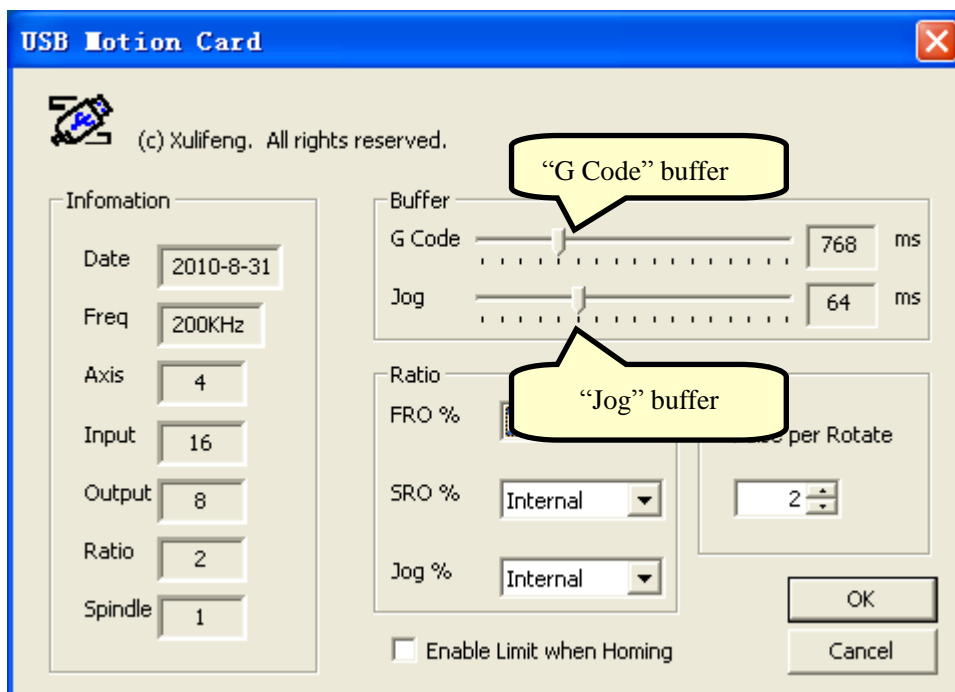 USB Motion Card
(c) Xulifeng. All rights reserved.
Infomation
Date 2010-8-31
Freq 200KHz
Axis 4
Input 16
Output 8
Ratio 2
Spindle 1
Buffer
“G Code” buffer
G Code 768 ms
Jog 64 ms
“Jog” buffer
Ratio
FRO %
SRO % Internal
Jog % Internal
per Rotate
2
Enable Limit when Homing
OK
Cancel